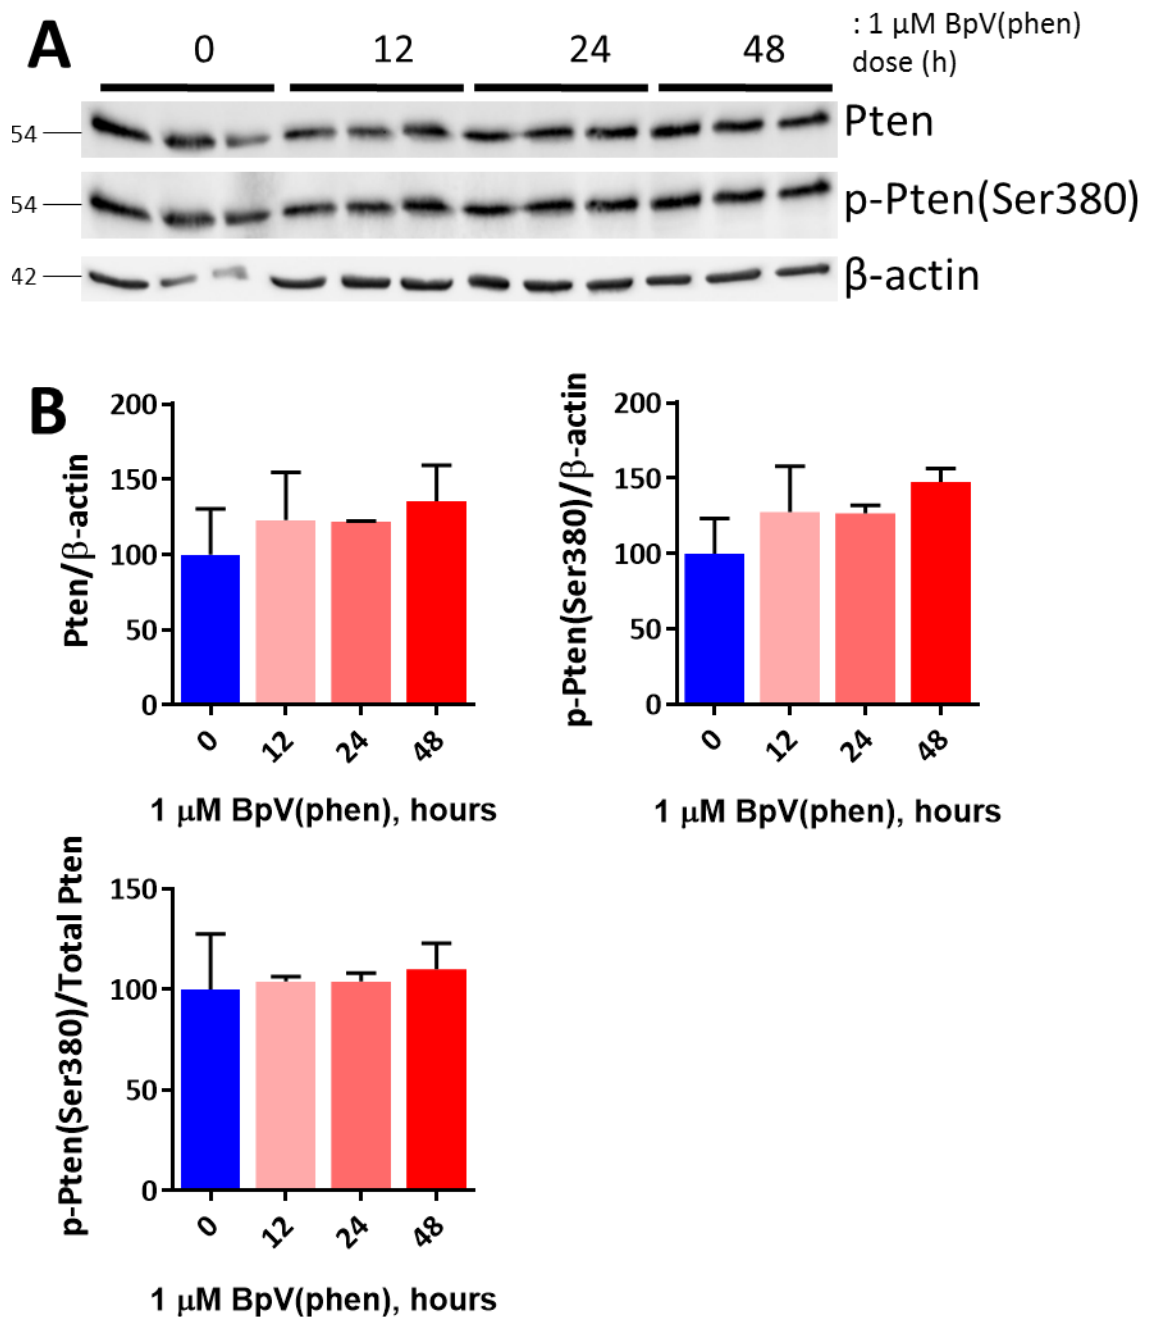 A
0 12 24 48
: 1 µM BpV(phen)
dose (h)
54
Pten
54
p-Pten(Ser380)
42
β-actin
B
Pten/β-actin
200
150
100
50
0
0 12 24 48
1 µM BpV(phen), hours
p-Pten(Ser380)/β-actin
200
150
100
50
0
0 12 24 48
1 µM BpV(phen), hours
p-Pten(Ser380)/Total Pten
150
100
50
0
0 12 24 48
1 µM BpV(phen), hours